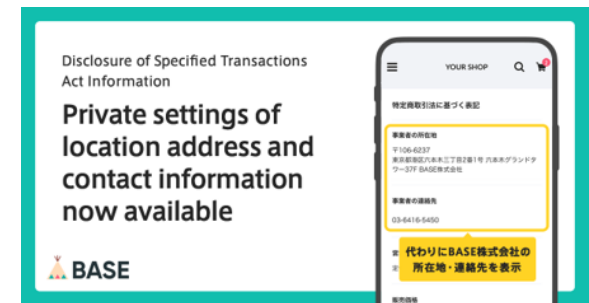 Disclosure of Specified Transactions
Act Information
Private settings of
location address and
contact information
now available
BASE
YOUR SHOP
特定商取引法に基づく表記
事業者の所在地
〒106-6237
東京都港区六本木三丁目2番1号 六本木グランドタ
ワー37F BASE株式会社
事業者の連絡先
03-6416-5450
代わりにBASE株式会社の
所在地・連絡先を表示
販売価格